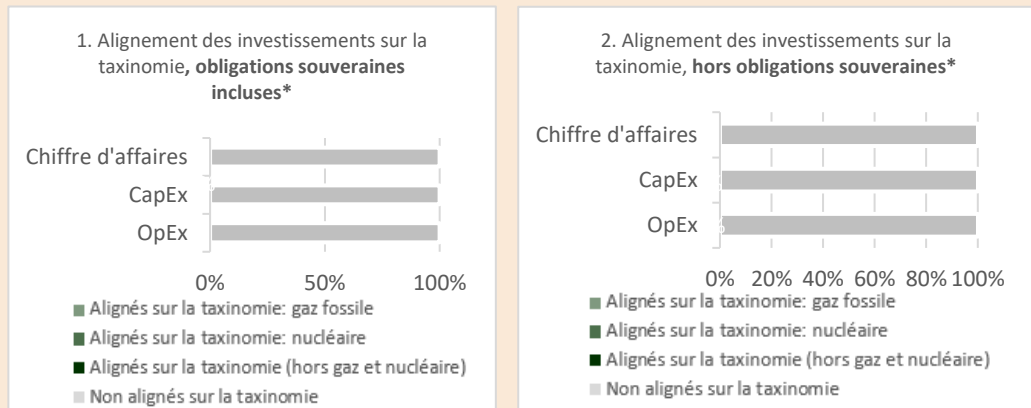 1. Alignement des investissements sur la
taxinomie, obligations souveraines
incluses*
Chiffre d'affaires
CapEx
OpEx
0% 50% 100%
Alignés sur la taxinomie: gaz fossile
Alignés sur la taxinomie: nucléaire
Alignés sur la taxinomie (hors gaz et nucléaire)
Non alignés sur la taxinomie
2. Alignement des investissements sur la
taxinomie, hors obligations souveraines*
Chiffre d'affaires
CapEx
OpEx
0% 20% 40% 60% 80% 100%
Alignés sur la taxinomie: gaz fossile
Alignés sur la taxinomie: nucléaire
Alignés sur la taxinomie (hors gaz et nucléaire)
Non alignés sur la taxinomie